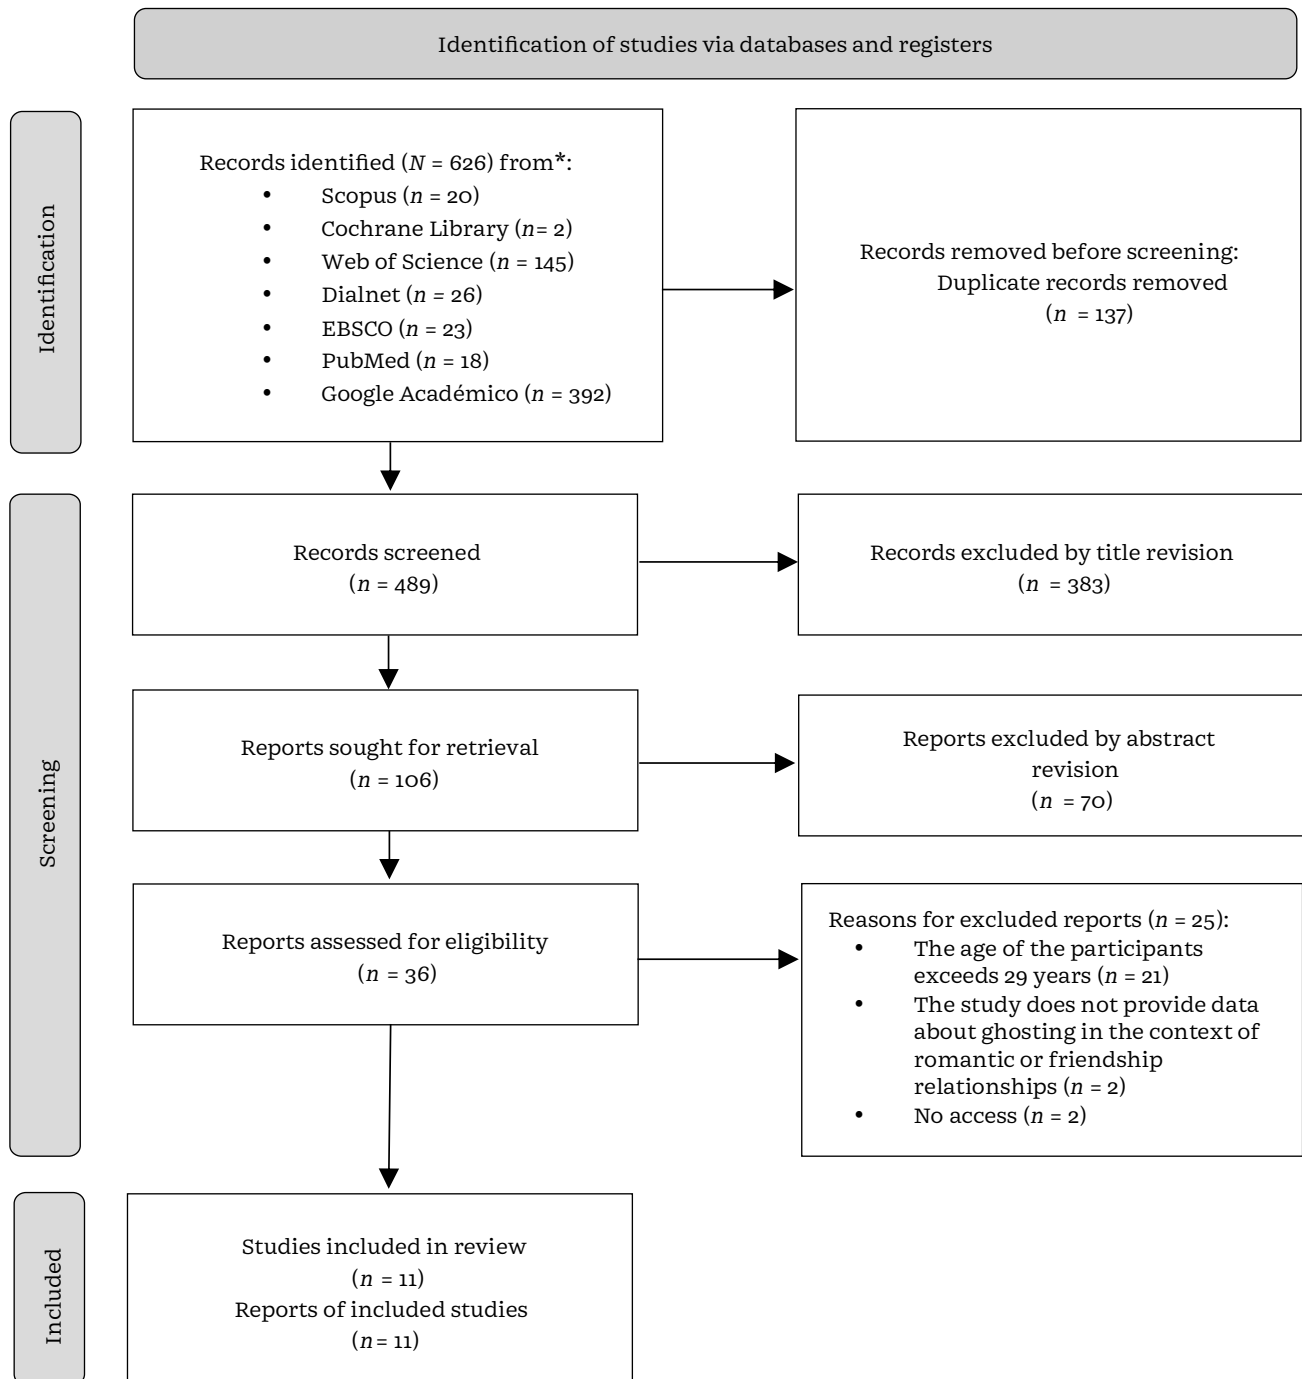 Identification of studies via databases and registers
Identification
Records identified (N = 626) from*:
• Scopus (n = 20)
• Cochrane Library (n= 2)
• Web of Science (n = 145)
• Dialnet (n = 26)
• EBSCO (n = 23)
• PubMed (n = 18)
• Google Académico (n = 392)
Records removed before screening:
Duplicate records removed
(n = 137)
Screening
Records screened
(n = 489)
Records excluded by title revision
(n = 383)
Reports sought for retrieval
(n = 106)
Reports excluded by abstract
revision
(n = 70)
Reports assessed for eligibility
(n = 36)
Reasons for excluded reports (n = 25):
• The age of the participants
exceeds 29 years (n = 21)
• The study does not provide data
about ghosting in the context of
romantic or friendship
relationships (n = 2)
• No access (n = 2)
Included
Studies included in review
(n = 11)
Reports of included studies
(n = 11)